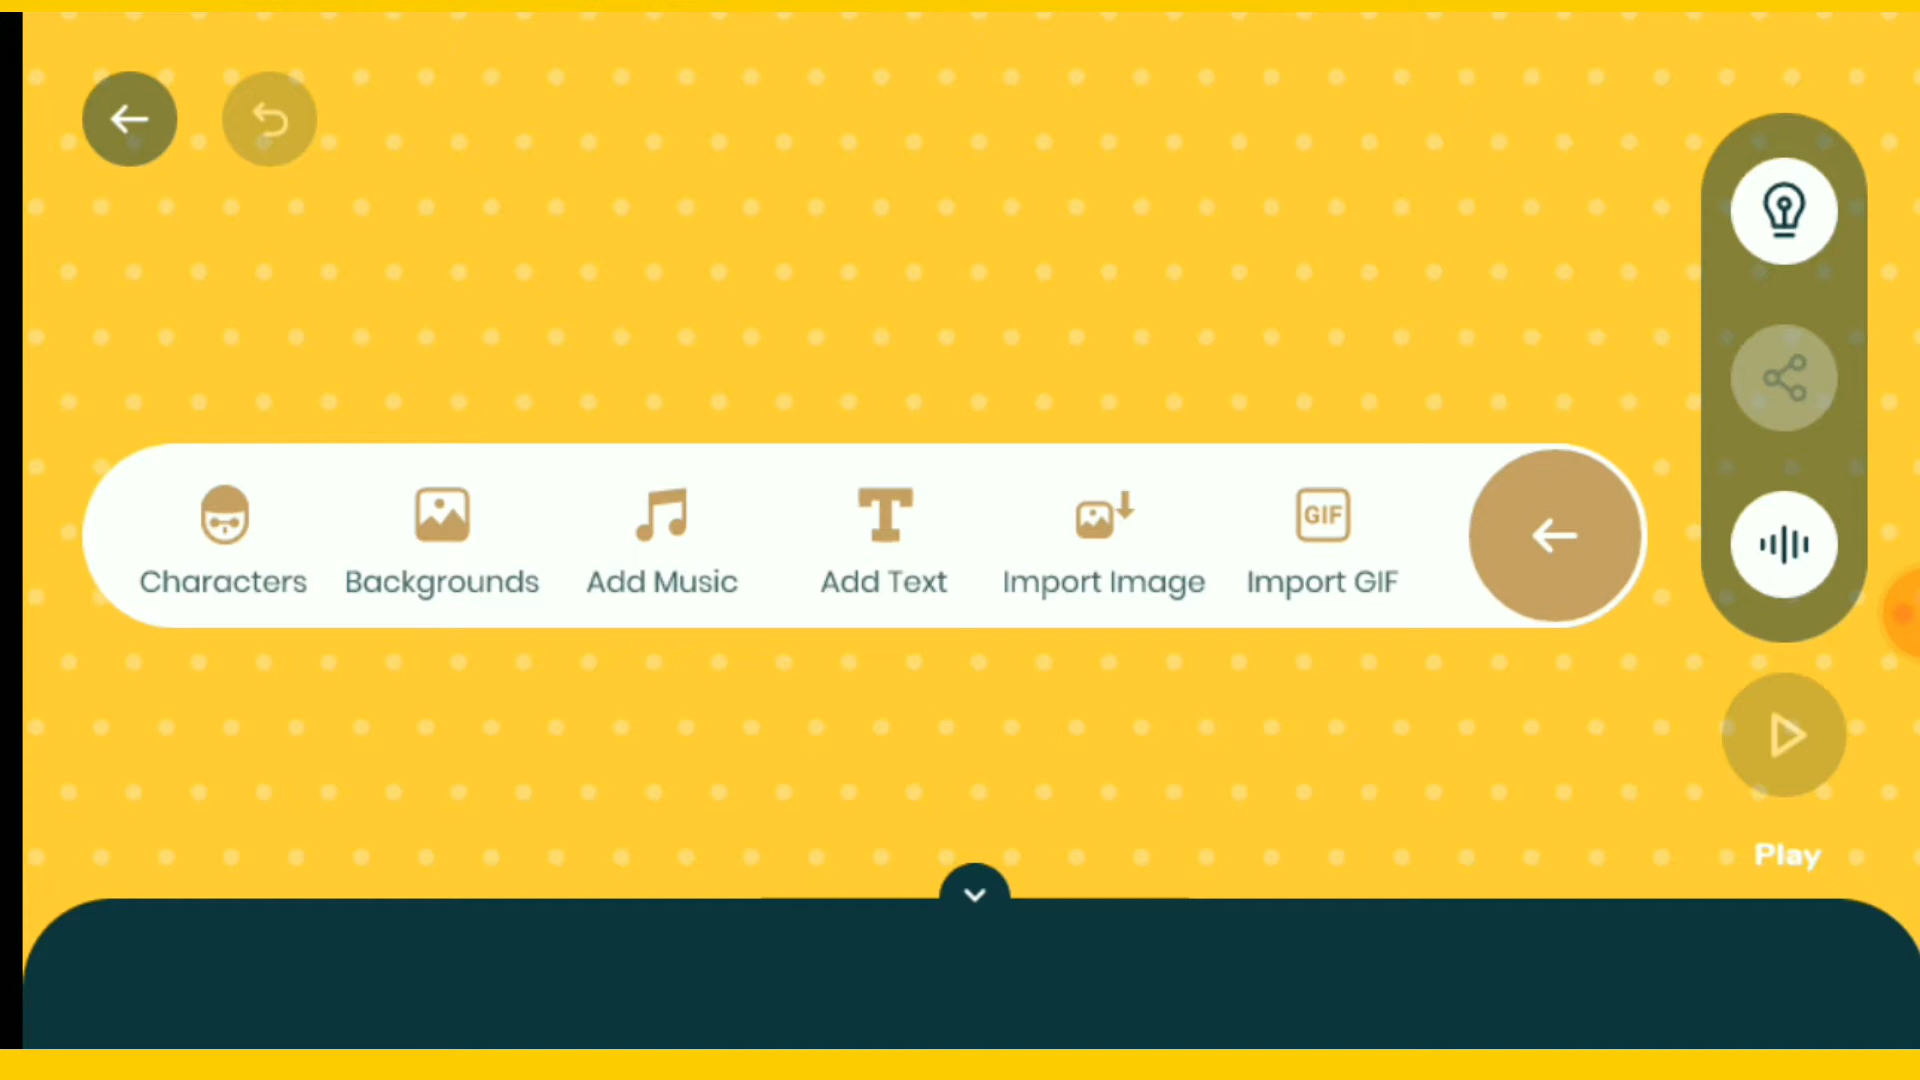 Characters
Backgrounds
Add Music
Add Text
Import Image
GIF
Import GIF
Play